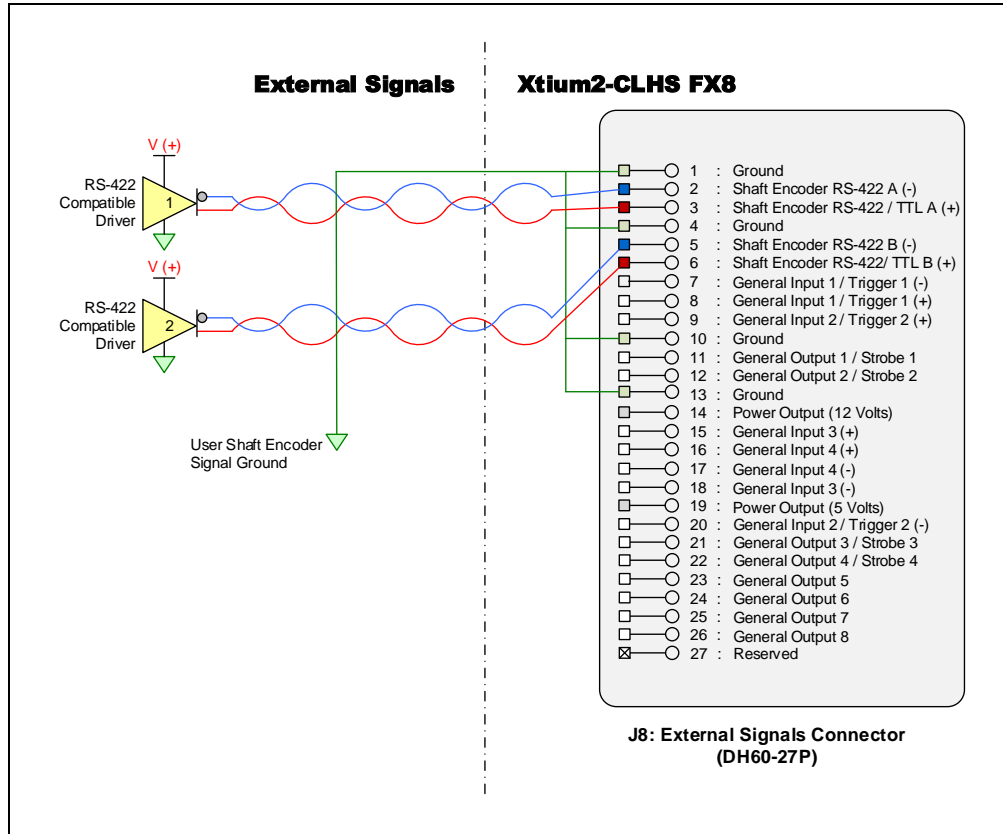 External Signals
Xtium2-CLHS FX8
V (+)
RS-422
Compatible
Driver
1
V (+)
RS-422
Compatible
Driver
2
User Shaft Encoder
Signal Ground
1 : Ground
2 : Shaft Encoder RS-422 A (-)
3 : Shaft Encoder RS-422 / TTL A (+)
4 : Ground
5 : Shaft Encoder RS-422 B (-)
6 : Shaft Encoder RS-422/ TTL B (+)
7 : General Input 1 / Trigger 1 (-)
8 : General Input 1 / Trigger 1 (+)
9 : General Input 2 / Trigger 2 (+)
10 : Ground
11 : General Output 1 / Strobe 1
12 : General Output 2 / Strobe 2
13 : Ground
14 : Power Output (12 Volts)
15 : General Input 3 (+)
16 : General Input 4 (+)
17 : General Input 4 (-)
18 : General Input 3 (-)
19 : Power Output (5 Volts)
20 : General Input 2 / Trigger 2 (-)
21 : General Output 3 / Strobe 3
22 : General Output 4 / Strobe 4
23 : General Output 5
24 : General Output 6
25 : General Output 7
26 : General Output 8
27 : Reserved
J8: External Signals Connector
(DH60-27P)